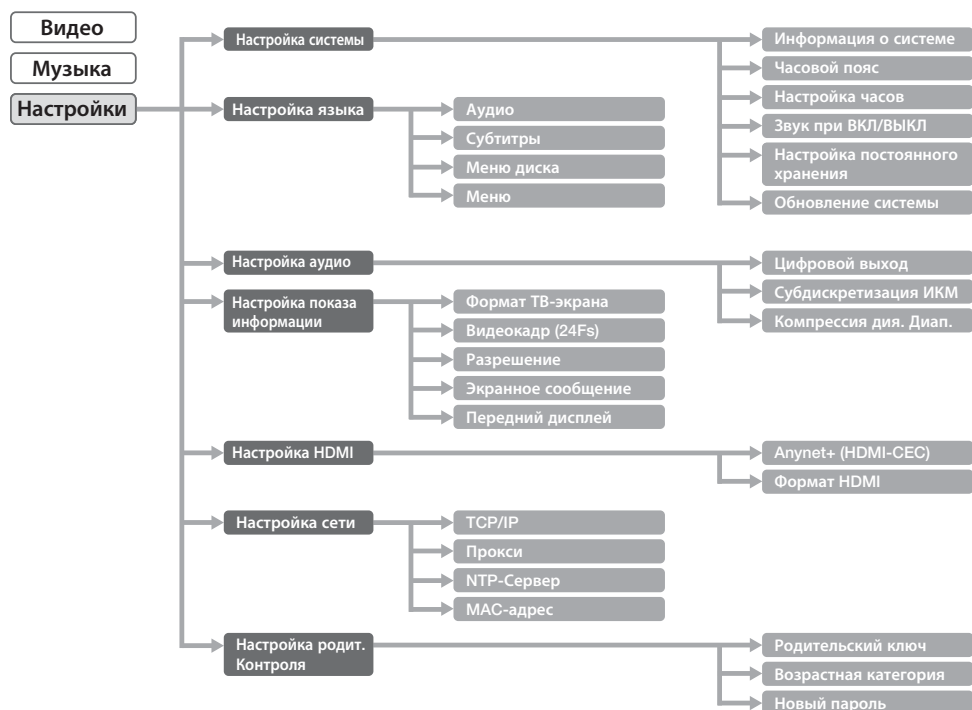 Видео
Музыка
Настройки
Настройка системы
Информация о системе
Часовой пояс
Настройка часов
Звук при ВКЛ/ВЫКЛ
Настройка постоянного
хранения
Обновление системы
Настройка языка
Аудио
Субтитры
Меню диска
Меню
Настройка аудио
Цифровой выход
Субдискретизация ИКМ
Компрессия дия. Диап.
Настройка показа
информации
Формат ТВ-экрана
Видеокадр (24Fs)
Разрешение
Экранное сообщение
Передний дисплей
Настройка HDMI
Anynet+ (HDMI-CEC)
Формат HDMI
Настройка сети
TCP/IP
Прокси
NTP-Сервер
MAC-адрес
Настройка родит.
Контроля
Родительский ключ
Возрастная категория
Новый пароль